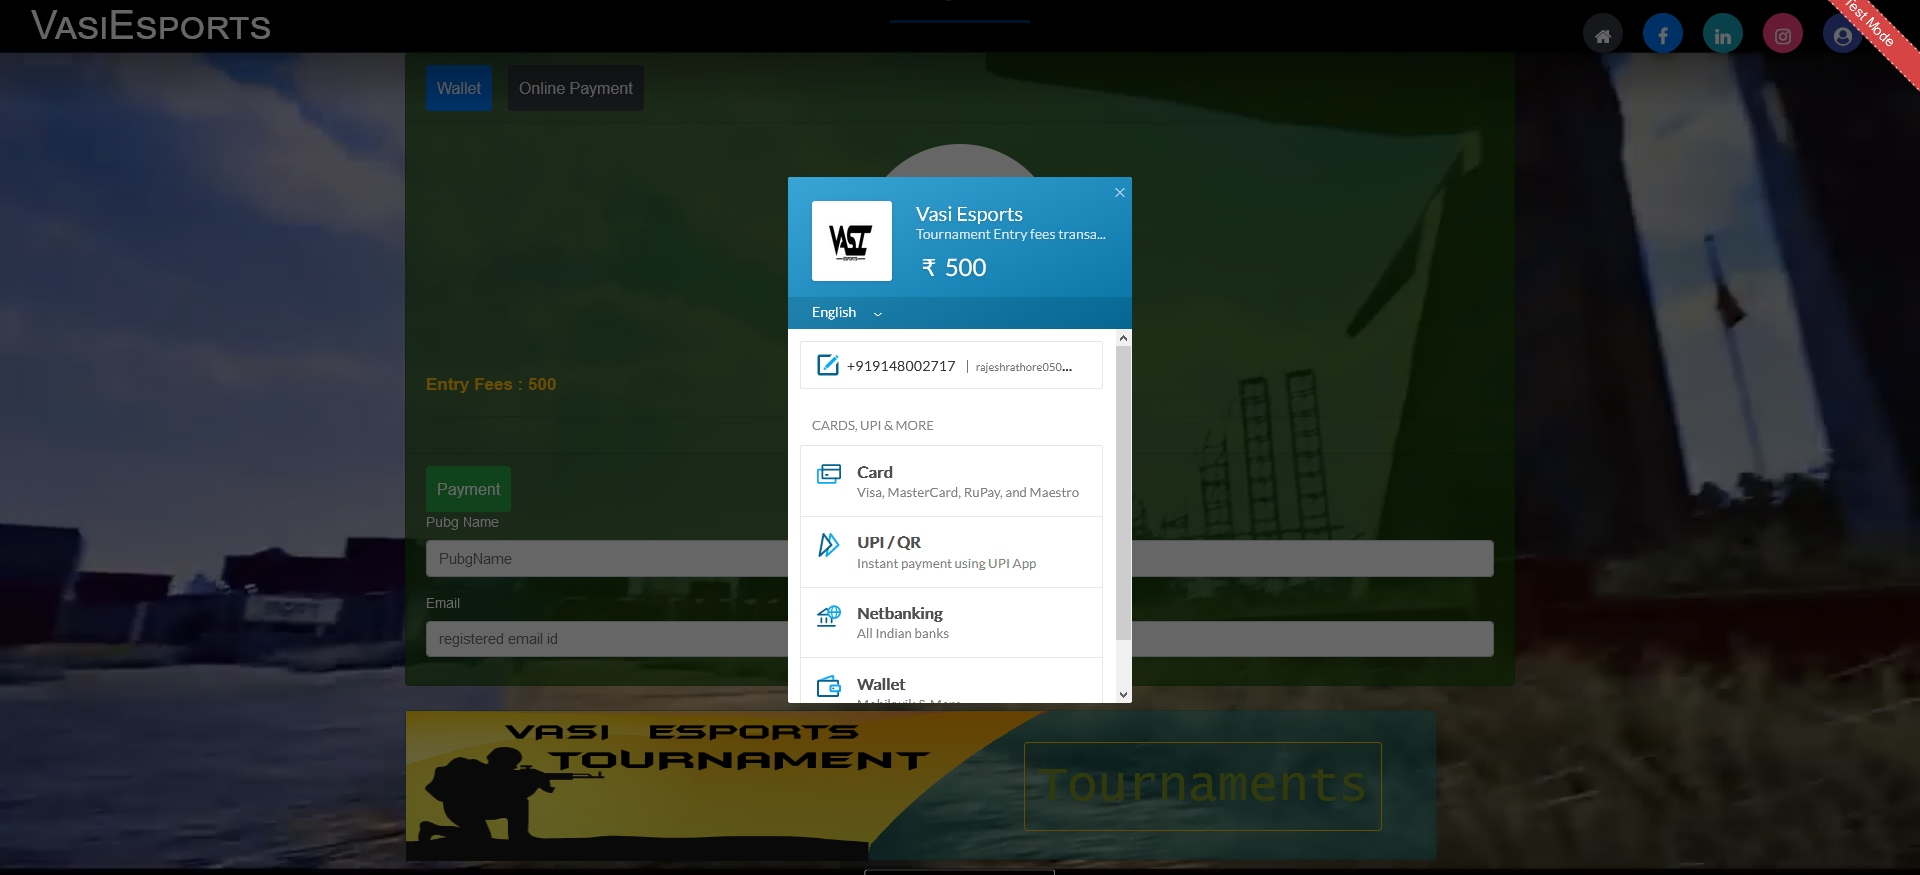 VasiEsports
Test Mode
Wallet
Online Payment
VASI
ESPORTS
Vasi Esports
Tournament Entry fees transa...
₹ 500
English
+919148002717 | rajeshrathore050...
Entry Fees : 500
CARDS, UPI & MORE
Card
Visa, MasterCard, RuPay, and Maestro
UPI / QR
Instant payment using UPI App
Netbanking
All Indian banks
Wallet
Payment
Pubg Name
PubgName
Email
registered email id
VASI ESPORTS
TOURNAMENT
Tournaments